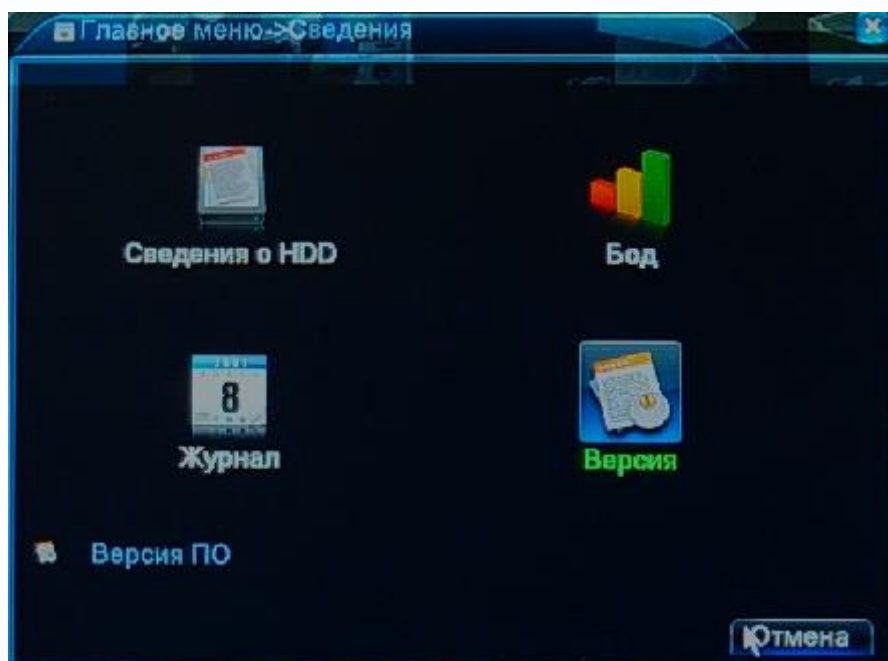 Главное меню->Сведения
Сведения о HDD
Бод
8
Журнал
Версия
Версия ПО
Отмена